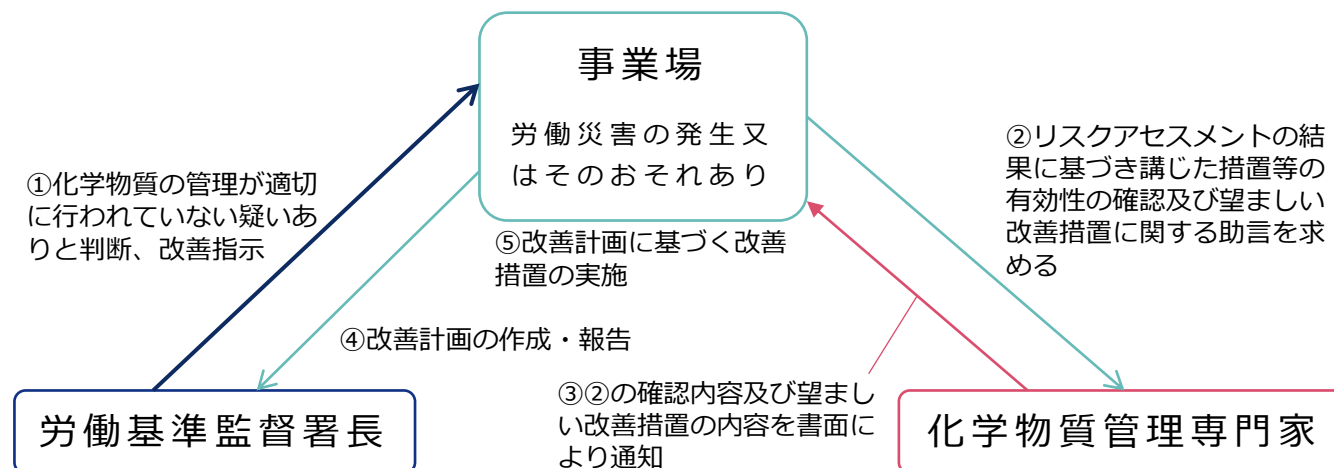 事業場
労働災害の発生又
はそのおそれあり
①化学物質の管理が適切
に行われていない疑いあ
りと判断、改善指示
②リスクアセスメントの結
果に基づき講じた措置等の
有効性の確認及び望ましい
改善措置に関する助言を求
める
⑤改善計画に基づく改善
措置の実施
④改善計画の作成・報告
③②の確認内容及び望まし
い改善措置の内容を書面に
より通知
労働基準監督署長
化学物質管理専門家